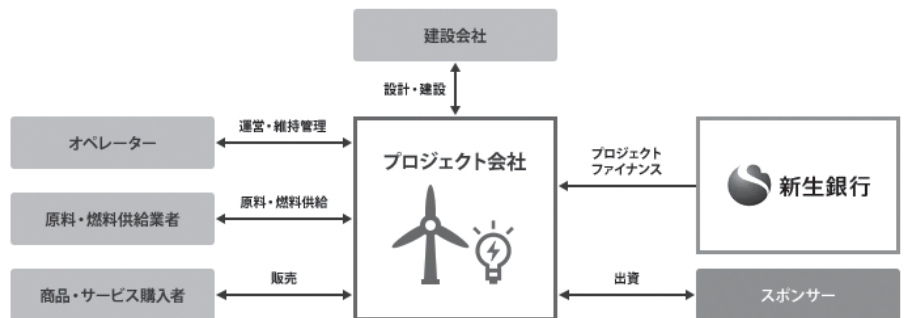 建設会社
設計・建設
オペレーター
運営・維持管理
プロジェクト会社
プロジェクト
ファイナンス
新生銀行
原料・燃料供給業者
原料・燃料供給
商品・サービス購入者
販売
出資
スポンサー